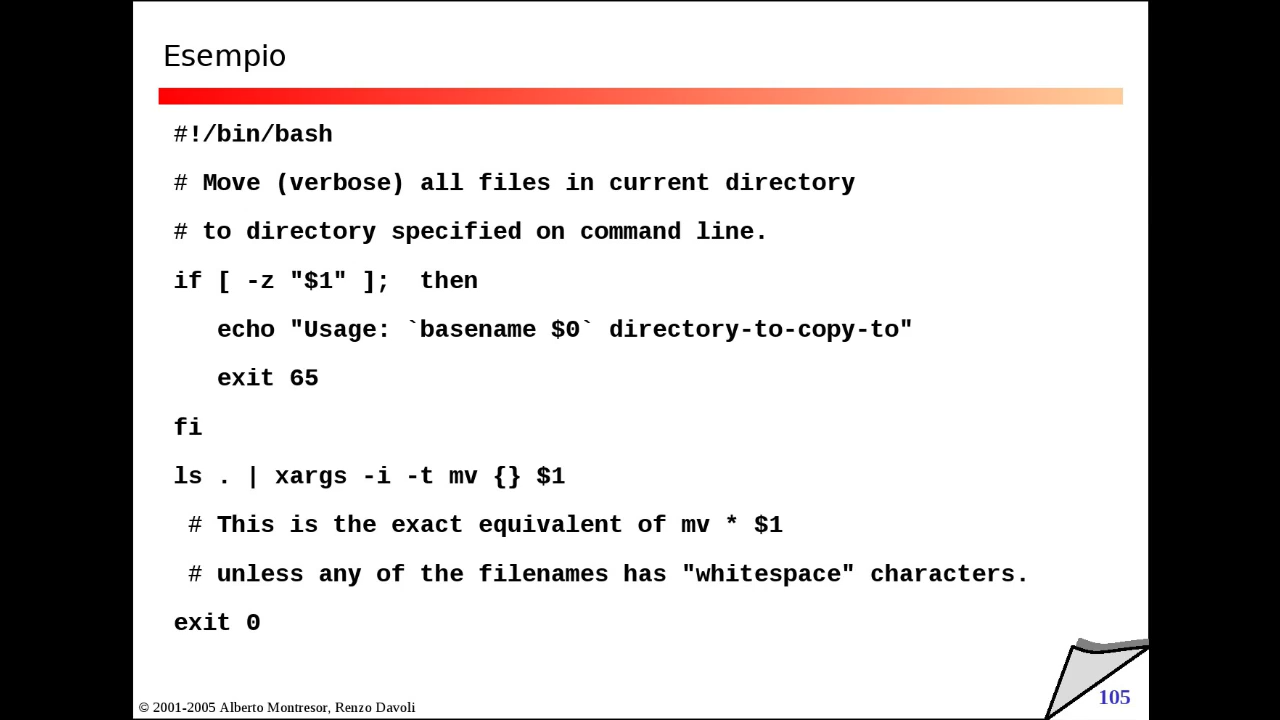 Esempio
#!/bin/bash
# Move (verbose) all files in current directory
# to directory specified on command line.
if [ -z "$1" ];  then
   echo "Usage: `basename $0` directory-to-copy-to"
   exit 65
fi
ls . | xargs -i -t mv {} $1
 # This is the exact equivalent of mv * $1
 # unless any of the filenames has "whitespace" characters.
exit 0
© 2001-2005 Alberto Montresor, Renzo Davoli
105